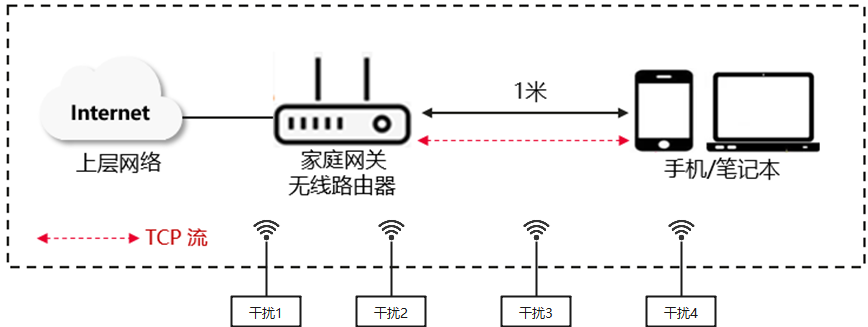 1米
Internet
上层网络
家庭网关
无线路由器
手机/笔记本
TCP 流
干扰1
干扰2
干扰3
干扰4